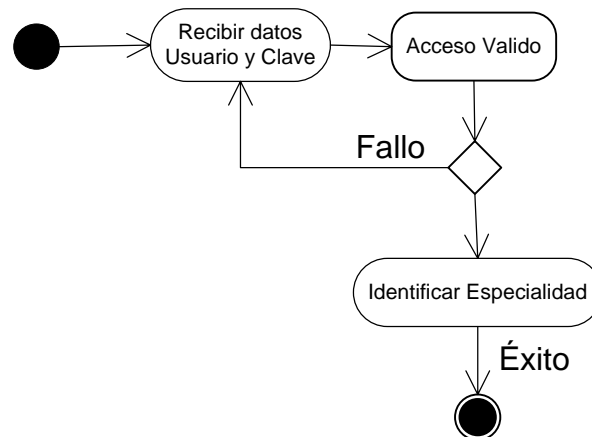 Recibir datos
Usuario y Clave
Acceso Valido
Fallo
Identificar Especialidad
Éxito